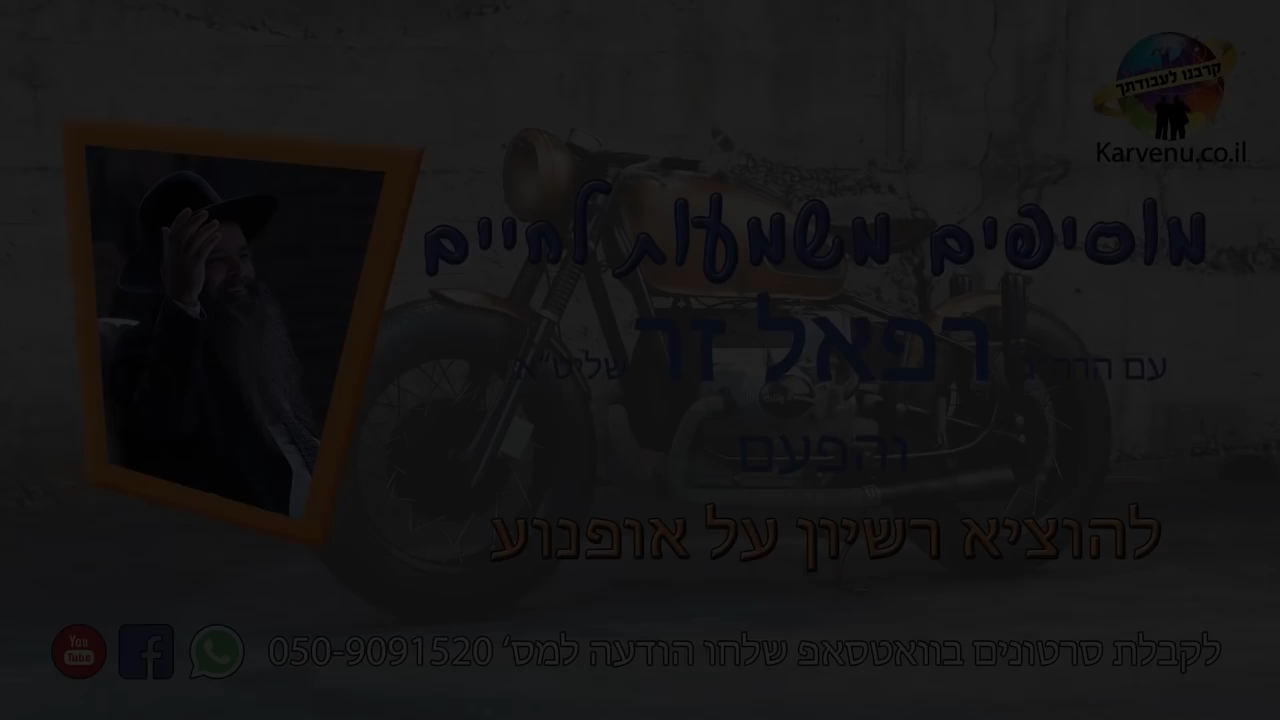 קרבנו לעבודתך
Karvenu.co.il
מוסיפים משמעות לחיים
עם הרה"ג רפאל זר שליט"א
והפעם
להוציא רשיון על אופנוע
לקבלת סרטונים בוואטסאפ שלחו הודעה למס' 050-9091520
You
Tube